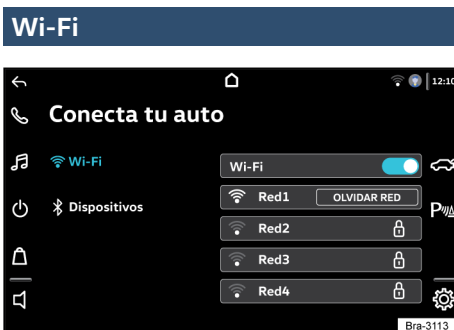 Wi-Fi
12:10
Conecta tu auto
Wi-Fi
Dispositivos
Wi-Fi
Red1 OLVIDAR RED
Red2
Red3
Red4
P
Bra-3113